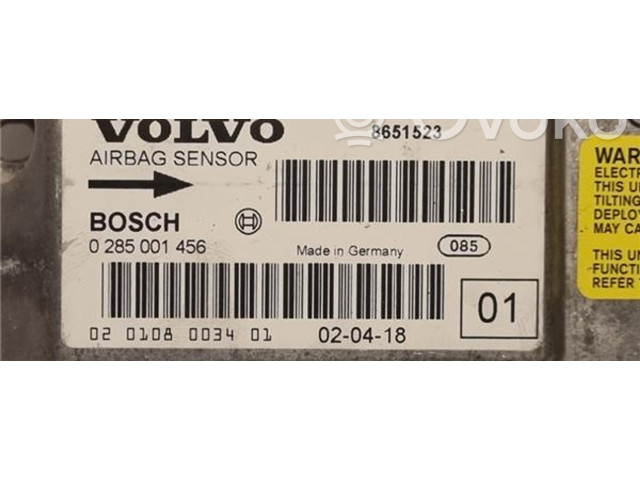 VOLVO
8651523
AIRBAG SENSOR
BOSCH
0 285 001 456
Made in Germany
085
02 0108 0034 01
02-04-18
01
WAR
ELECTR
THIS U
TILTING
DEPLOY
MAY CA
THIS UN
FUNCTI
REFER T